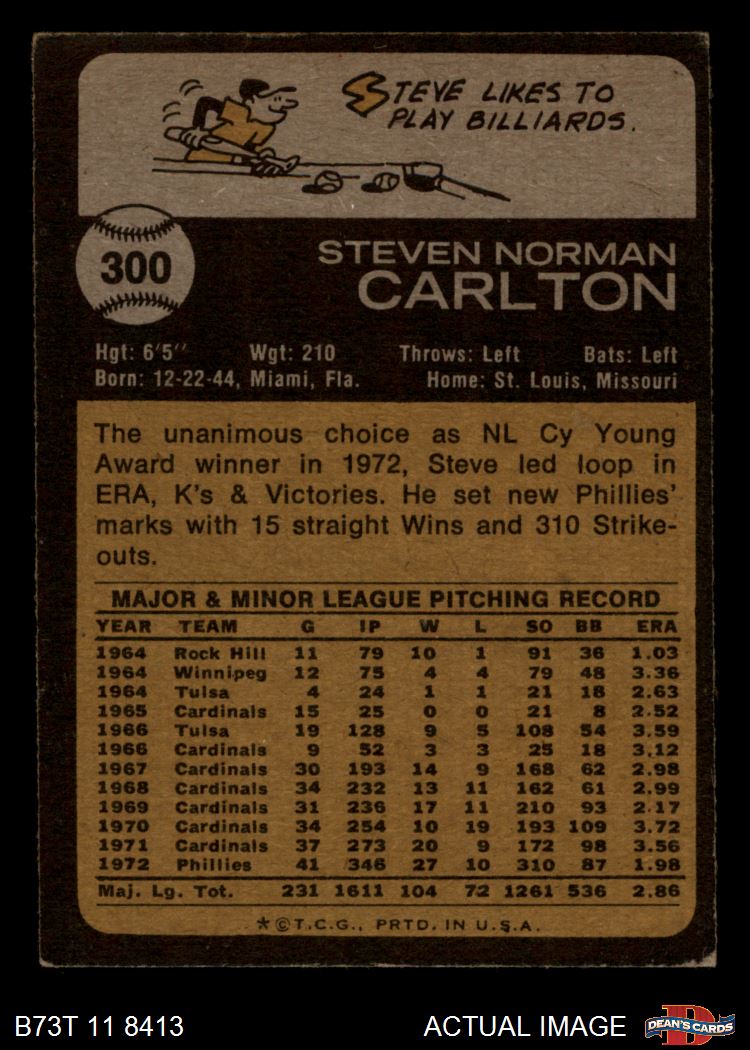 STEVE LIKES TO
PLAY BILLIARDS.
300
STEVEN NORMAN
CARLTON
Hgt: 6'5'' Wgt: 210 Throws: Left Bats: Left
Born: 12-22-44, Miami, Fla. Home: St. Louis, Missouri
The unanimous choice as NL Cy Young
Award winner in 1972, Steve led loop in
ERA, K's & Victories. He set new Phillies'
marks with 15 straight Wins and 310 Strike-
outs.
MAJOR & MINOR LEAGUE PITCHING RECORD
YEAR TEAM G IP W L SO BB ERA
1964 Rock Hill 11 79 10 1 91 36 1.03
1964 Winnipeg 12 75 4 4 79 48 3.36
1964 Tulsa 4 24 1 1 21 18 2.63
1965 Cardinals 15 25 0 0 21 8 2.52
1966 Tulsa 19 128 9 5 108 54 3.59
1966 Cardinals 9 52 3 3 25 18 3.12
1967 Cardinals 30 193 14 9 168 62 2.98
1968 Cardinals 34 232 13 11 162 61 2.99
1969 Cardinals 31 236 17 11 210 93 2.17
1970 Cardinals 34 254 10 19 193 109 3.72
1971 Cardinals 37 273 20 9 172 98 3.56
1972 Phillies 41 346 27 10 310 87 1.98
Maj. Lg. Tot. 231 1611 104 72 1261 536 2.86
*©T.C.G., PRTD. IN U.S.A.
B73T 11 8413 ACTUAL IMAGE D DEAN'S CARDS